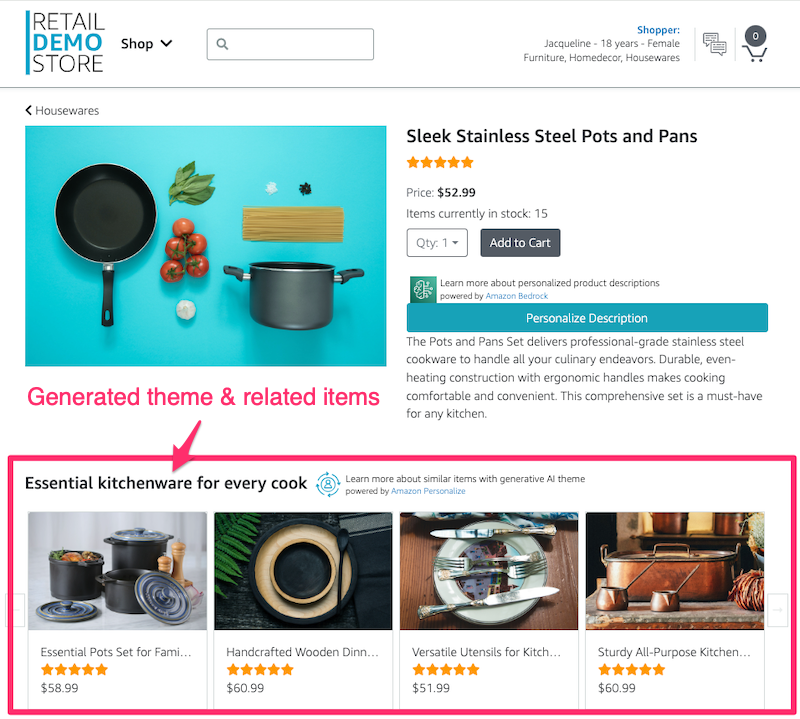 RETAIL
DEMO
STORE
Shop
Shopper:
Jacqueline - 18 years - Female
Furniture, Homedecor, Housewares
0
Housewares
Sleek Stainless Steel Pots and Pans
Price: $52.99
Items currently in stock: 15
Qty: 1
Add to Cart
Learn more about personalized product descriptions
powered by Amazon Bedrock
Personalize Description
The Pots and Pans Set delivers professional-grade stainless steel
cookware to handle all your culinary endeavors. Durable, even-
heating construction with ergonomic handles makes cooking
comfortable and convenient. This comprehensive set is a must-have
for any kitchen.
Generated theme & related items
Essential kitchenware for every cook
Learn more about similar items with generative AI theme
powered by Amazon Personalize
Essential Pots Set for Fami...
$58.99
Handcrafted Wooden Dinn...
$60.99
Versatile Utensils for Kitch...
$51.99
Sturdy All-Purpose Kitchen...
$60.99